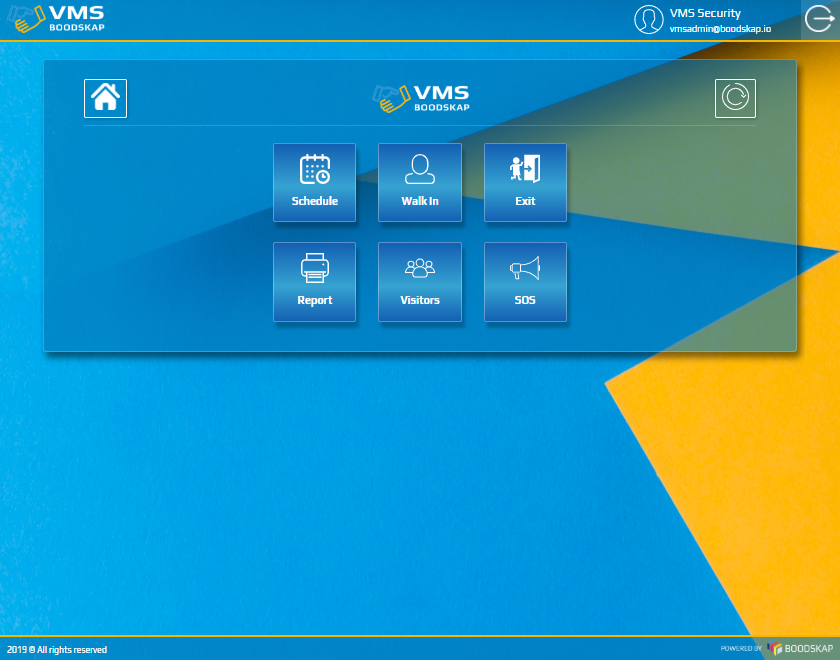 VMS
BOODSKAP
VMS Security
vmsadmin@boodskap.io
VMS
BOODSKAP
Schedule
Walk In
Exit
Report
Visitors
SOS
2019 © All rights reserved
POWERED BY BOODSKAP